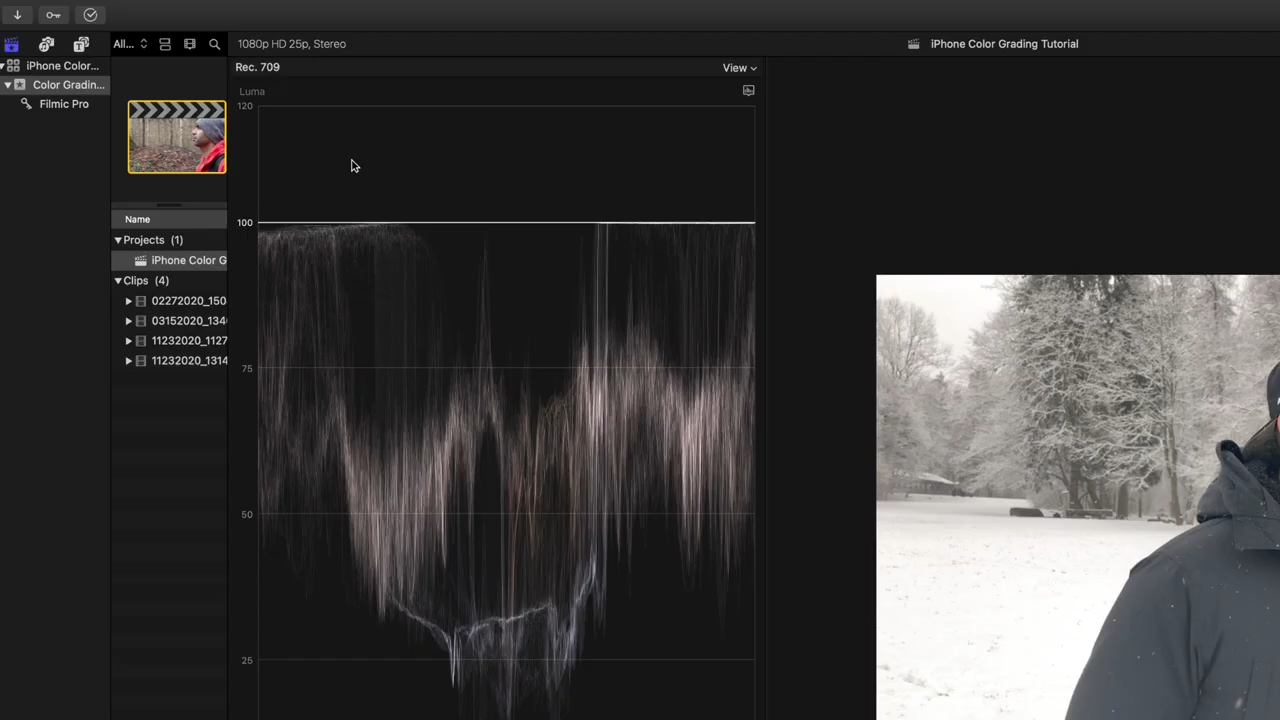 All...
1080p HD 25p, Stereo
iPhone Color Grading Tutorial
iPhone Color...
Rec. 709
View
Color Gradin...
Luma
Filmic Pro
120
Name
100
Projects (1)
iPhone Color G
Clips (4)
02272020_150
03152020_134
11232020_1127
11232020_1314
75
50
25